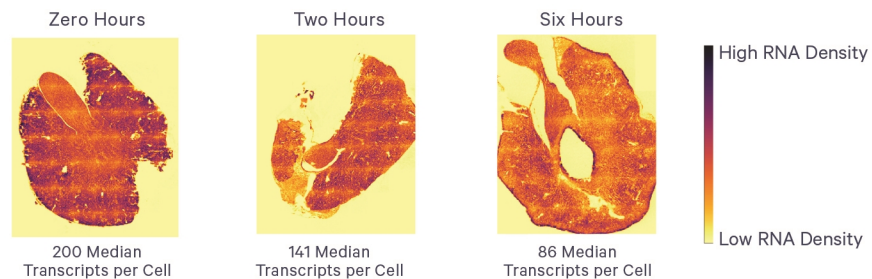 Zero Hours
Two Hours
Six Hours
High RNA Density
Low RNA Density
200 Median
Transcripts per Cell
141 Median
Transcripts per Cell
86 Median
Transcripts per Cell